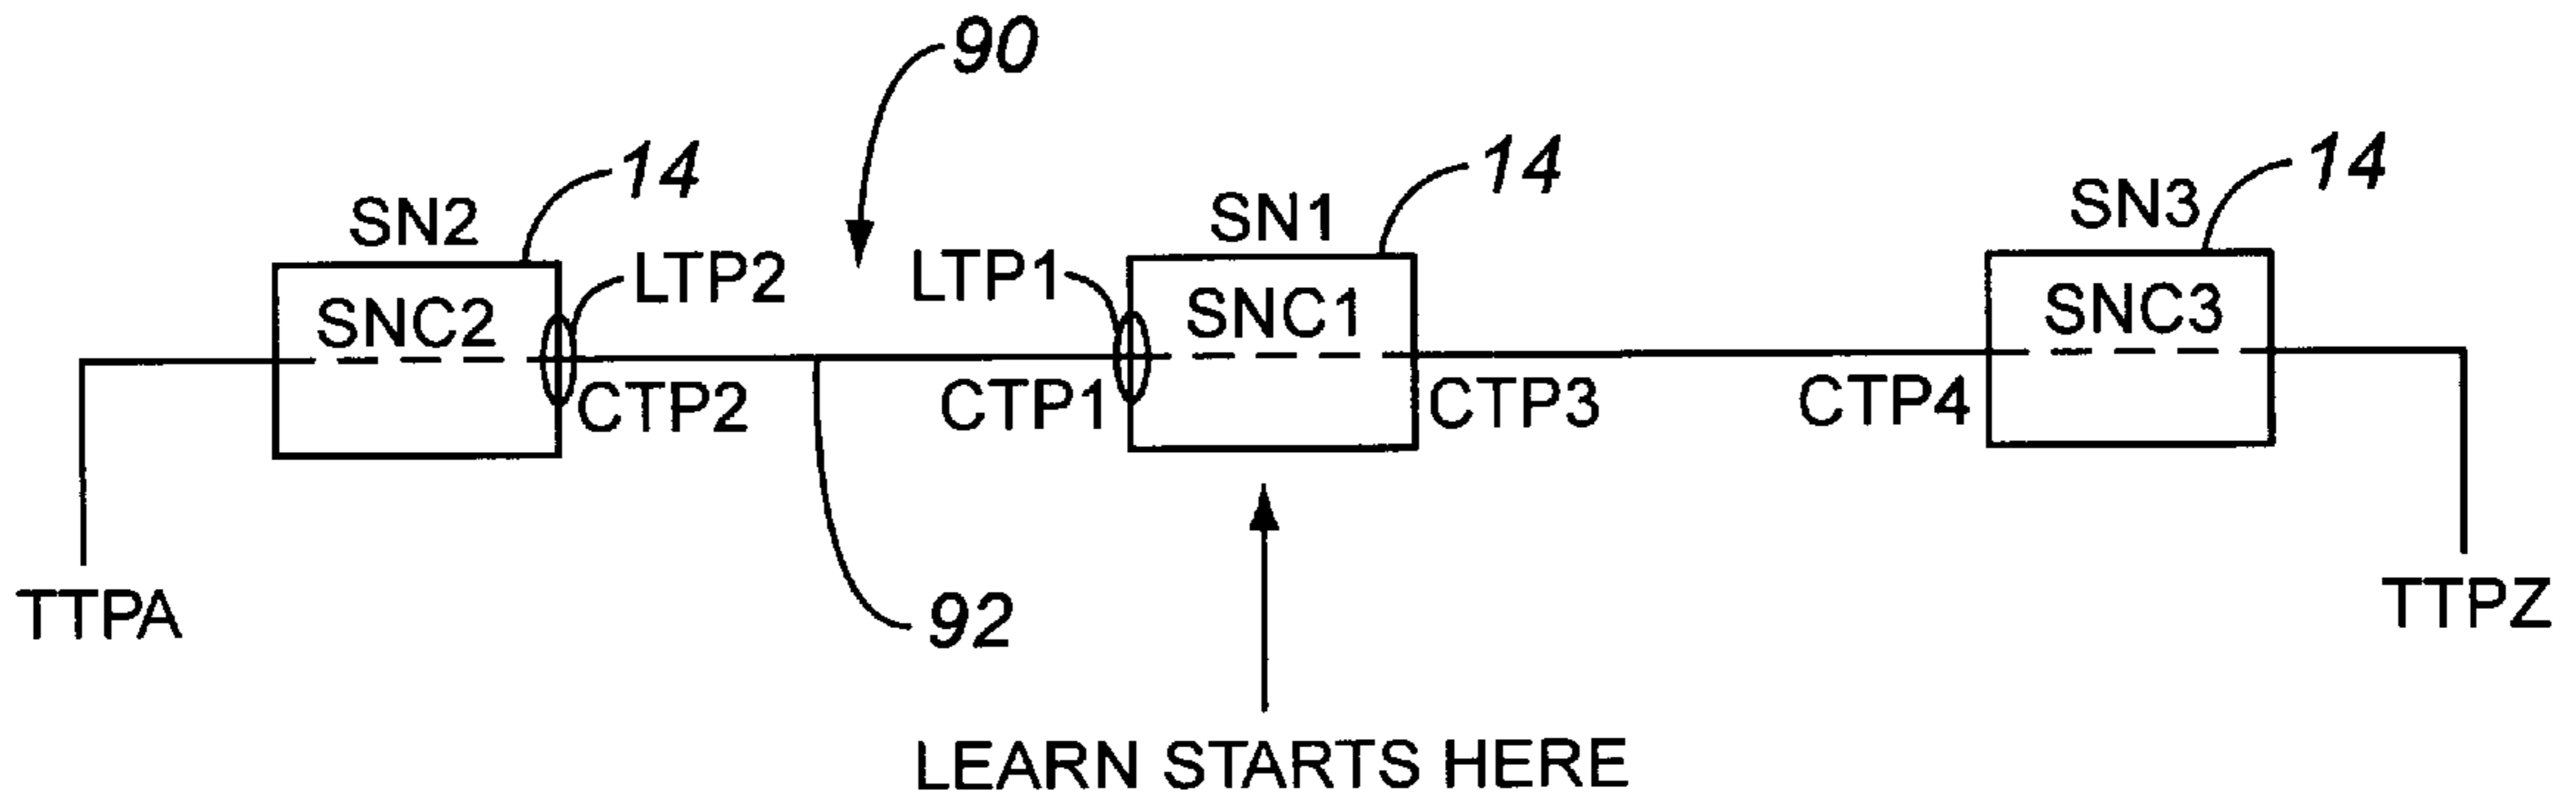 90
14
14
14
SN2
SN1
SN3
LTP2
LTP1
SNC2
SNC1
SNC3
CTP2
CTP1
CTP3
CTP4
TTPA
92
TTPZ
LEARN STARTS HERE